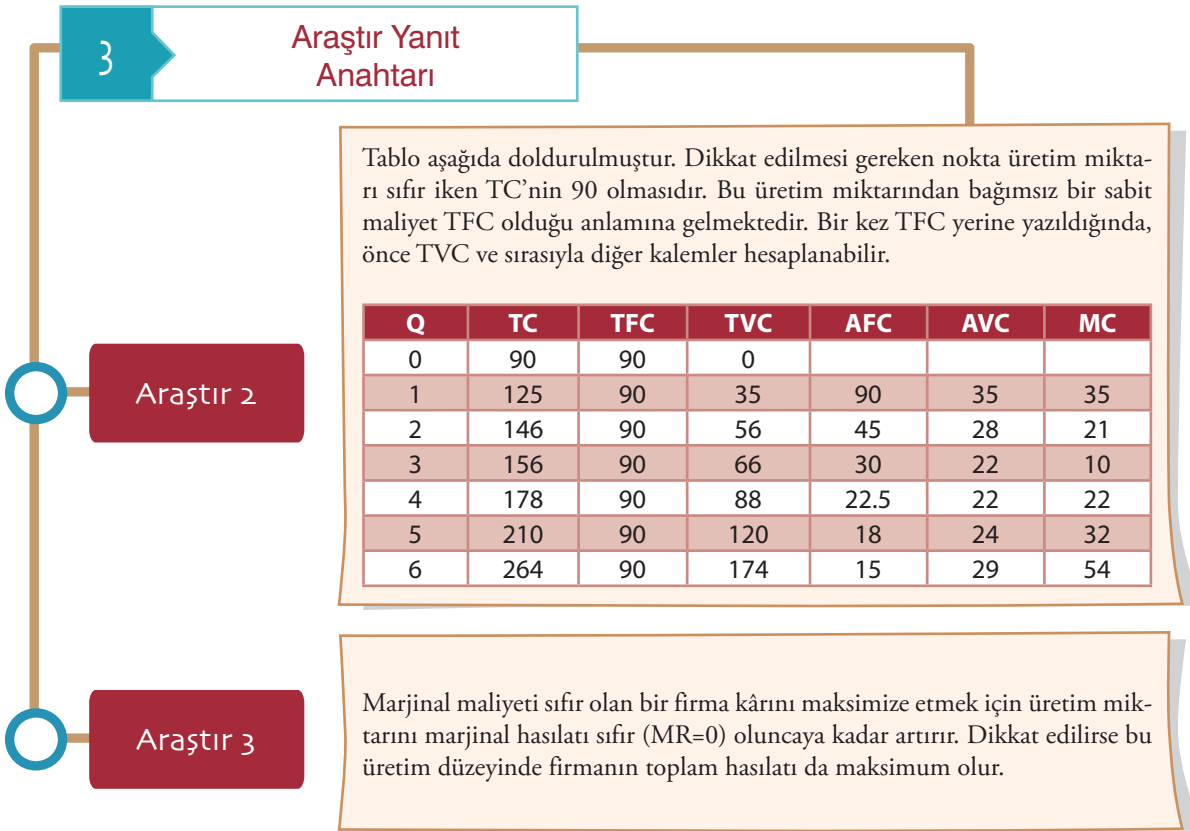 3
Araştır Yanıt
Anahtarı
Tablo aşağıda doldurulmuştur. Dikkat edilmesi gereken nokta üretim mikta-
rı sıfır iken TC’nin 90 olmasıdır. Bu üretim miktarından bağımsız bir sabit
maliyet TFC olduğu anlamına gelmektedir. Bir kez TFC yerine yazıldığında,
önce TVC ve sırasıyla diğer kalemler hesaplanabilir.
Araştır 2
Q TC TFC TVC AFC AVC MC
0 90 90 0
1 125 90 35 90 35 35
2 146 90 56 45 28 21
3 156 90 66 30 22 10
4 178 90 88 22.5 22 22
5 210 90 120 18 24 32
6 264 90 174 15 29 54
Araştır 3
Marjinal maliyeti sıfır olan bir firma kârını maksimize etmek için üretim mik-
tarını marjinal hasılatı sıfır (MR=0) oluncaya kadar artırır. Dikkat edilirse bu
üretim düzeyinde firmanın toplam hasılatı da maksimum olur.